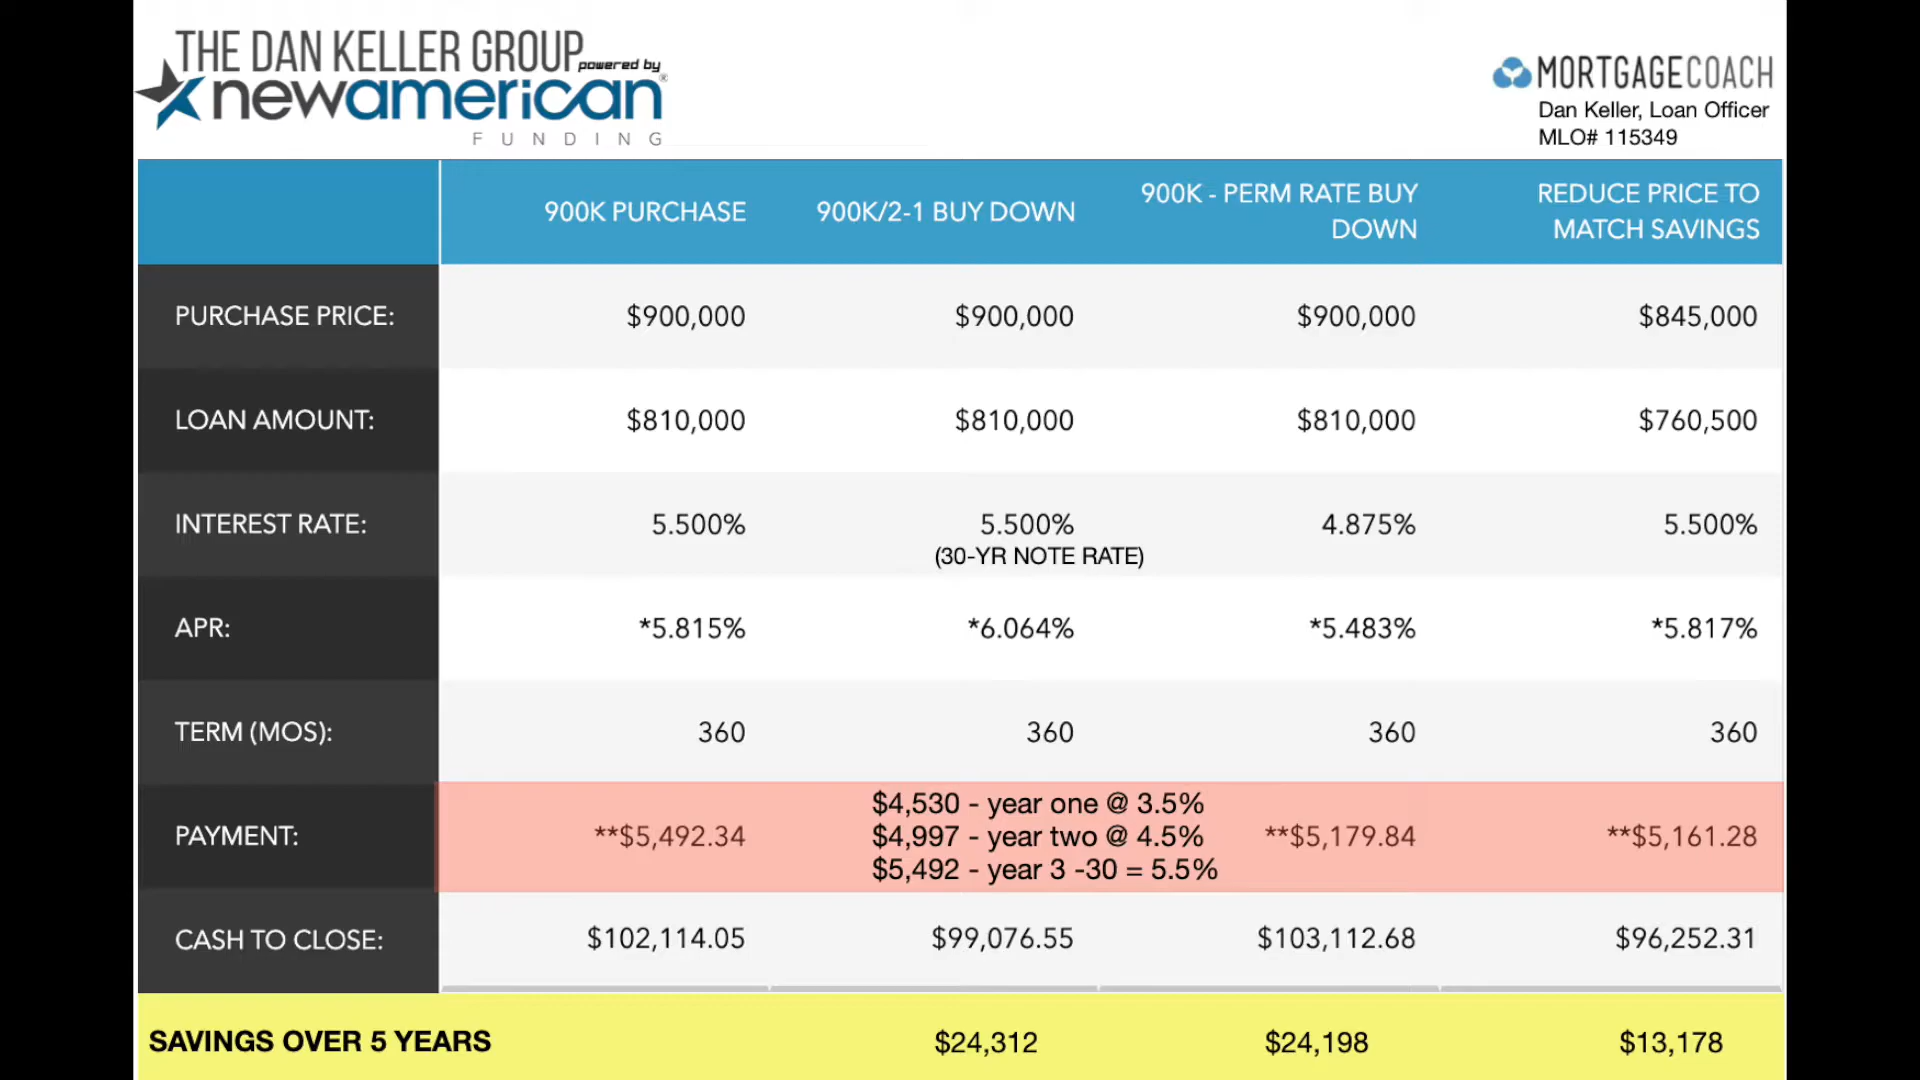 THE DAN KELLER GROUP powered by
newamerican®
FUNDING
MORTGAGECOACH
Dan Keller, Loan Officer
MLO# 115349
900K PURCHASE
900K/2-1 BUY DOWN
900K - PERM RATE BUY
DOWN
REDUCE PRICE TO
MATCH SAVINGS
PURCHASE PRICE: $900,000 $900,000 $900,000 $845,000
LOAN AMOUNT: $810,000 $810,000 $810,000 $760,500
INTEREST RATE: 5.500% 5.500% 4.875% 5.500%
(30-YR NOTE RATE)
APR: *5.815% *6.064% *5.483% *5.817%
TERM (MOS): 360 360 360 360
PAYMENT: **$5,492.34
$4,530 - year one @ 3.5%
$4,997 - year two @ 4.5%
$5,492 - year 3 -30 = 5.5%
**$5,179.84 **$5,161.28
CASH TO CLOSE: $102,114.05 $99,076.55 $103,112.68 $96,252.31
SAVINGS OVER 5 YEARS $24,312 $24,198 $13,178